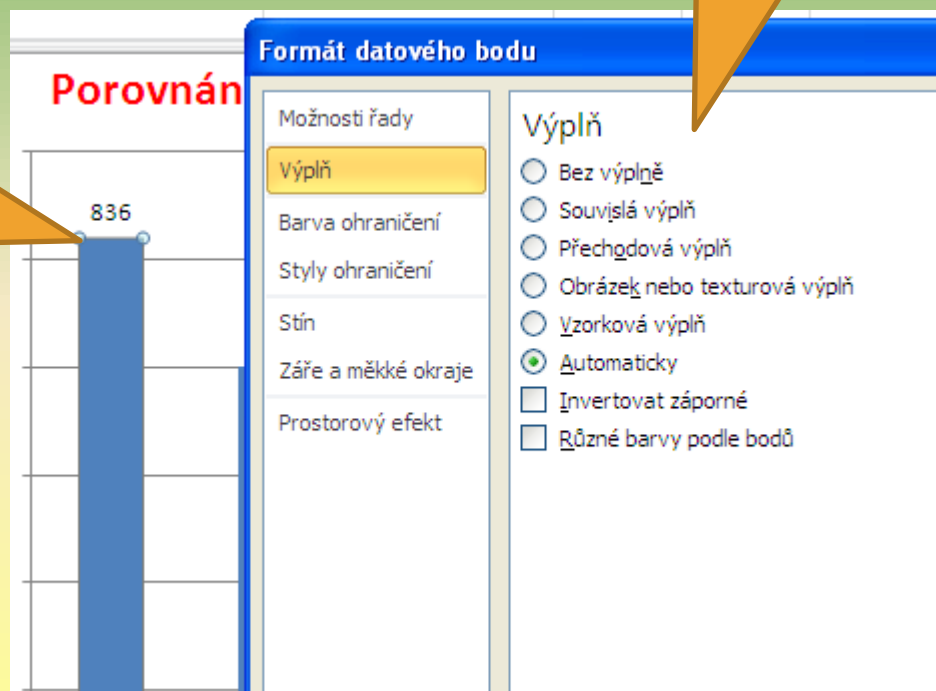 Formát datového bodu
Porovnán
836
Možnosti řady
Výplň
Barva ohraničení
Styly ohraničení
Stín
Záře a měkké okraje
Prostorový efekt
Výplň
Bez výplně
Souvislá výplň
Přechodová výplň
Obrázek nebo texturová výplň
Vzorková výplň
Automaticky
Invertovat záporné
Různé barvy podle bodů